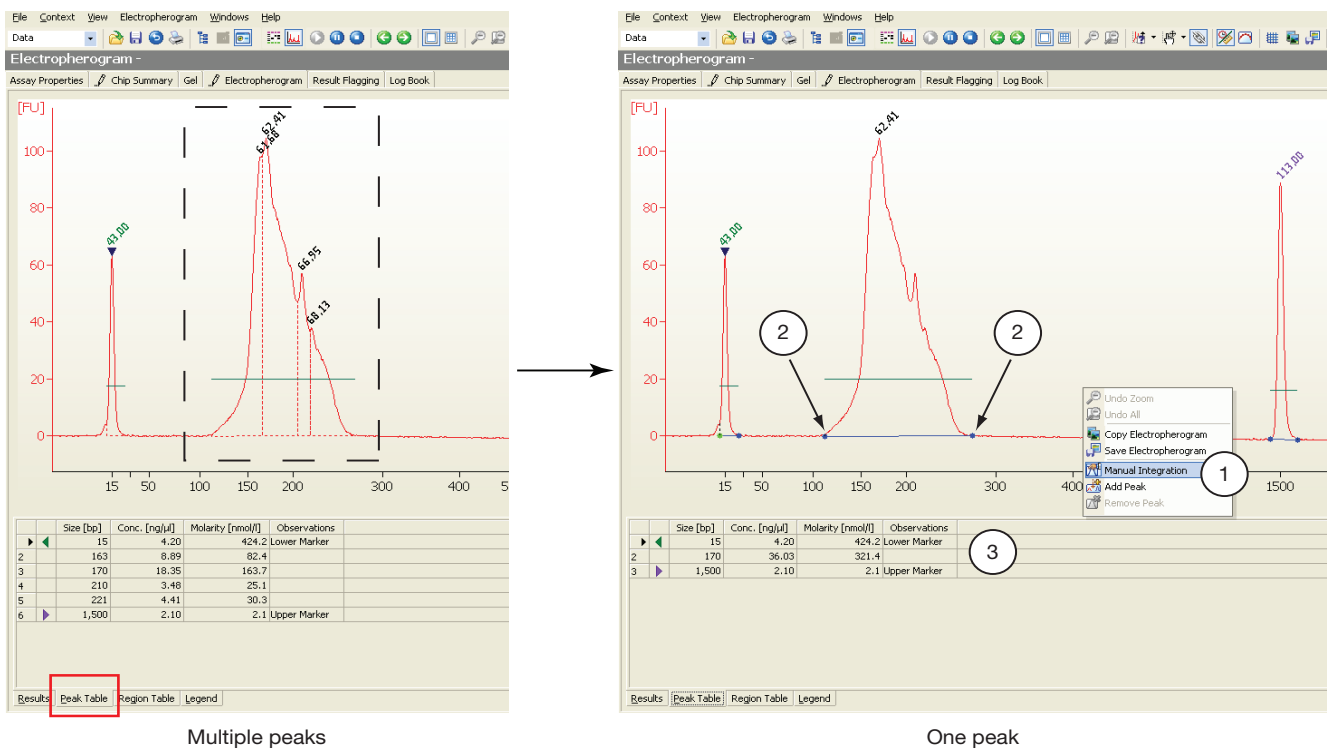 File Context View Electropherogram Windows Help
Data
Electropherogram -
Assay Properties Chip Summary Gel Electropherogram Result Flagging Log Book
[FU]
62.41
61.68
100
80
43.00
66.95
60
68.13
40
20
0
15 50 100 150 200 300 400 5
Size [bp] Conc. [ng/µl] Molarity [nmol/l] Observations
15 4.20 424.2 Lower Marker
2 163 8.89 82.4
3 170 18.35 163.7
4 210 3.48 25.1
5 221 4.41 30.3
6 1,500 2.10 2.1 Upper Marker
Results Peak Table Region Table Legend
Multiple peaks
File Context View Electropherogram Windows Help
Data
Electropherogram -
Assay Properties Chip Summary Gel Electropherogram Result Flagging Log Book
[FU]
62.41
100
113.00
80
43.00
60
40
2
2
20
0
Undo Zoom
Undo All
Copy Electropherogram
Save Electropherogram
Manual Integration
1
Add Peak
Remove Peak
15 50 100 150 200 300 400 1500
Size [bp] Conc. [ng/µl] Molarity [nmol/l] Observations
15 4.20 424.2 Lower Marker
2 170 36.03 321.4
3 1,500 2.10 2.1 Upper Marker
3
Results Peak Table Region Table Legend
One peak